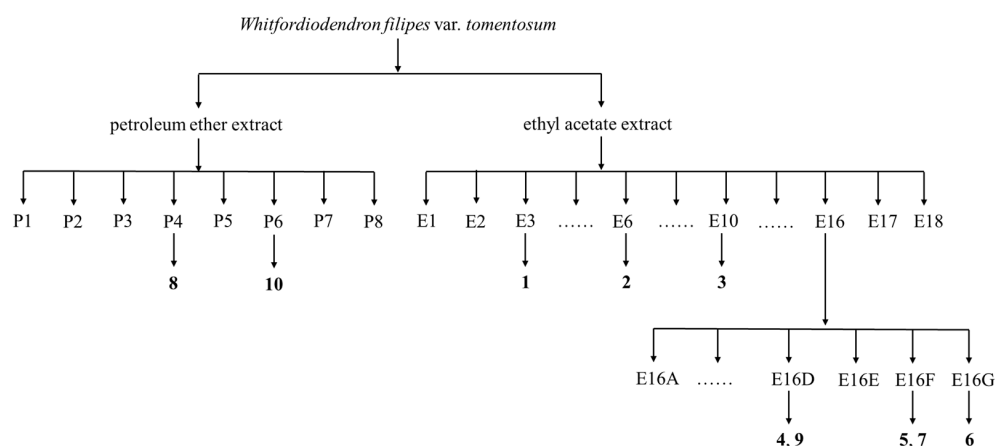 Whitfordiodendron filipes var. tomentosum
petroleum ether extract ethyl acetate extract
P1 P2 P3 P4 P5 P6 P7 P8 E1 E2 E3 …… E6 …… E10 …… E16 E17 E18
8 10 1 2 3
E16A …… E16D E16E E16F E16G
4, 9 5, 7 6